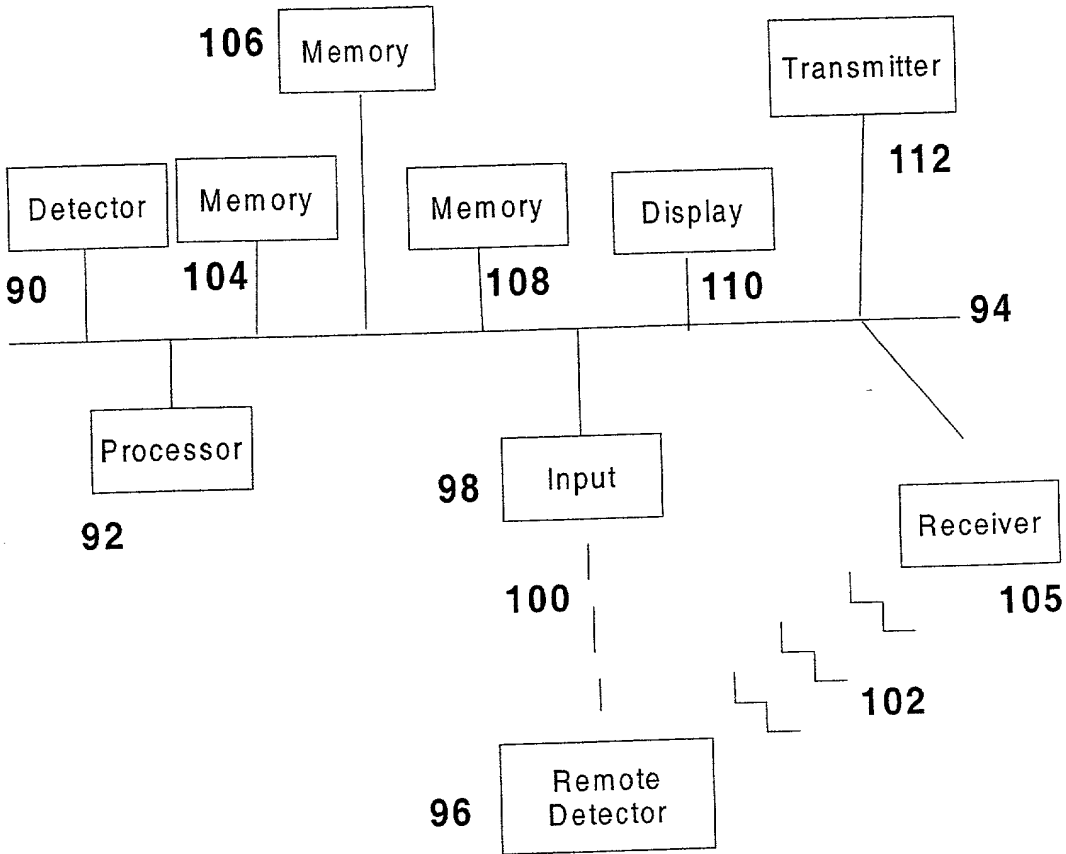 106
Memory
Transmitter
112
Detector
Memory
Memory
Display
90
104
108
110
94
Processor
92
98
Input
Receiver
105
100
102
96
Remote
Detector